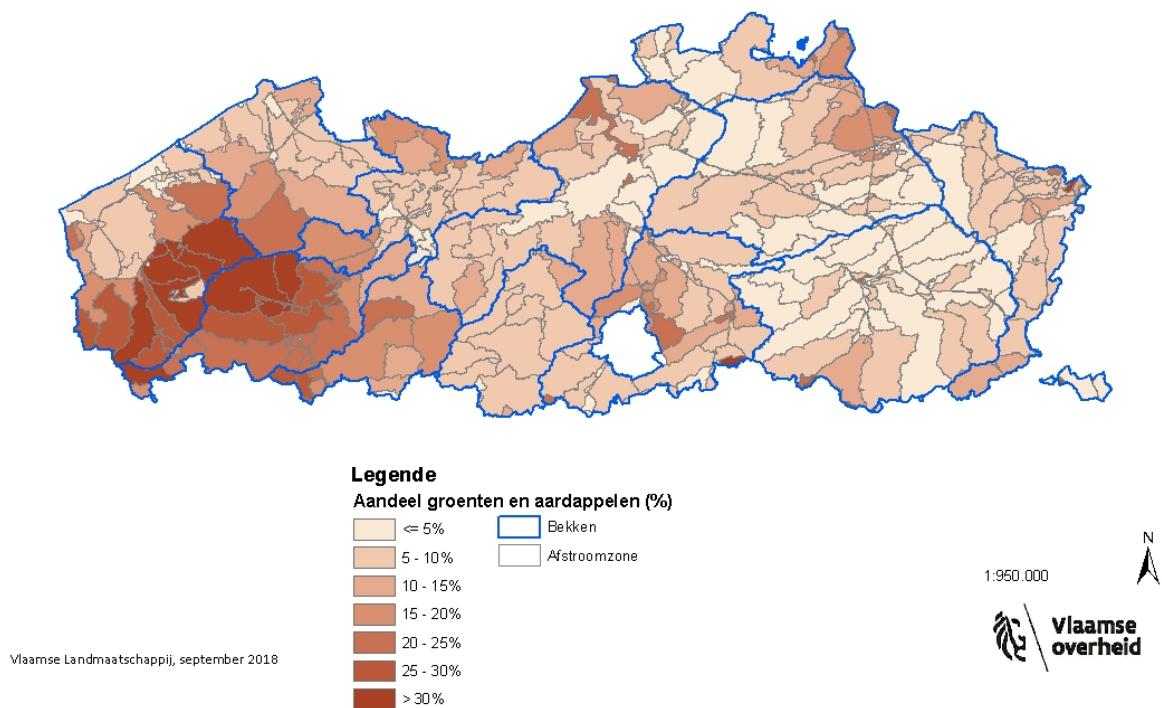 Legende
Aandeel groenten en aardappelen (%)
<= 5%
5 - 10%
10 - 15%
15 - 20%
20 - 25%
25 - 30%
> 30%
Bekken
Afstroomzone
N
1:950.000
Vlaamse
overheid
Vlaamse Landmaatschappij, september 2018